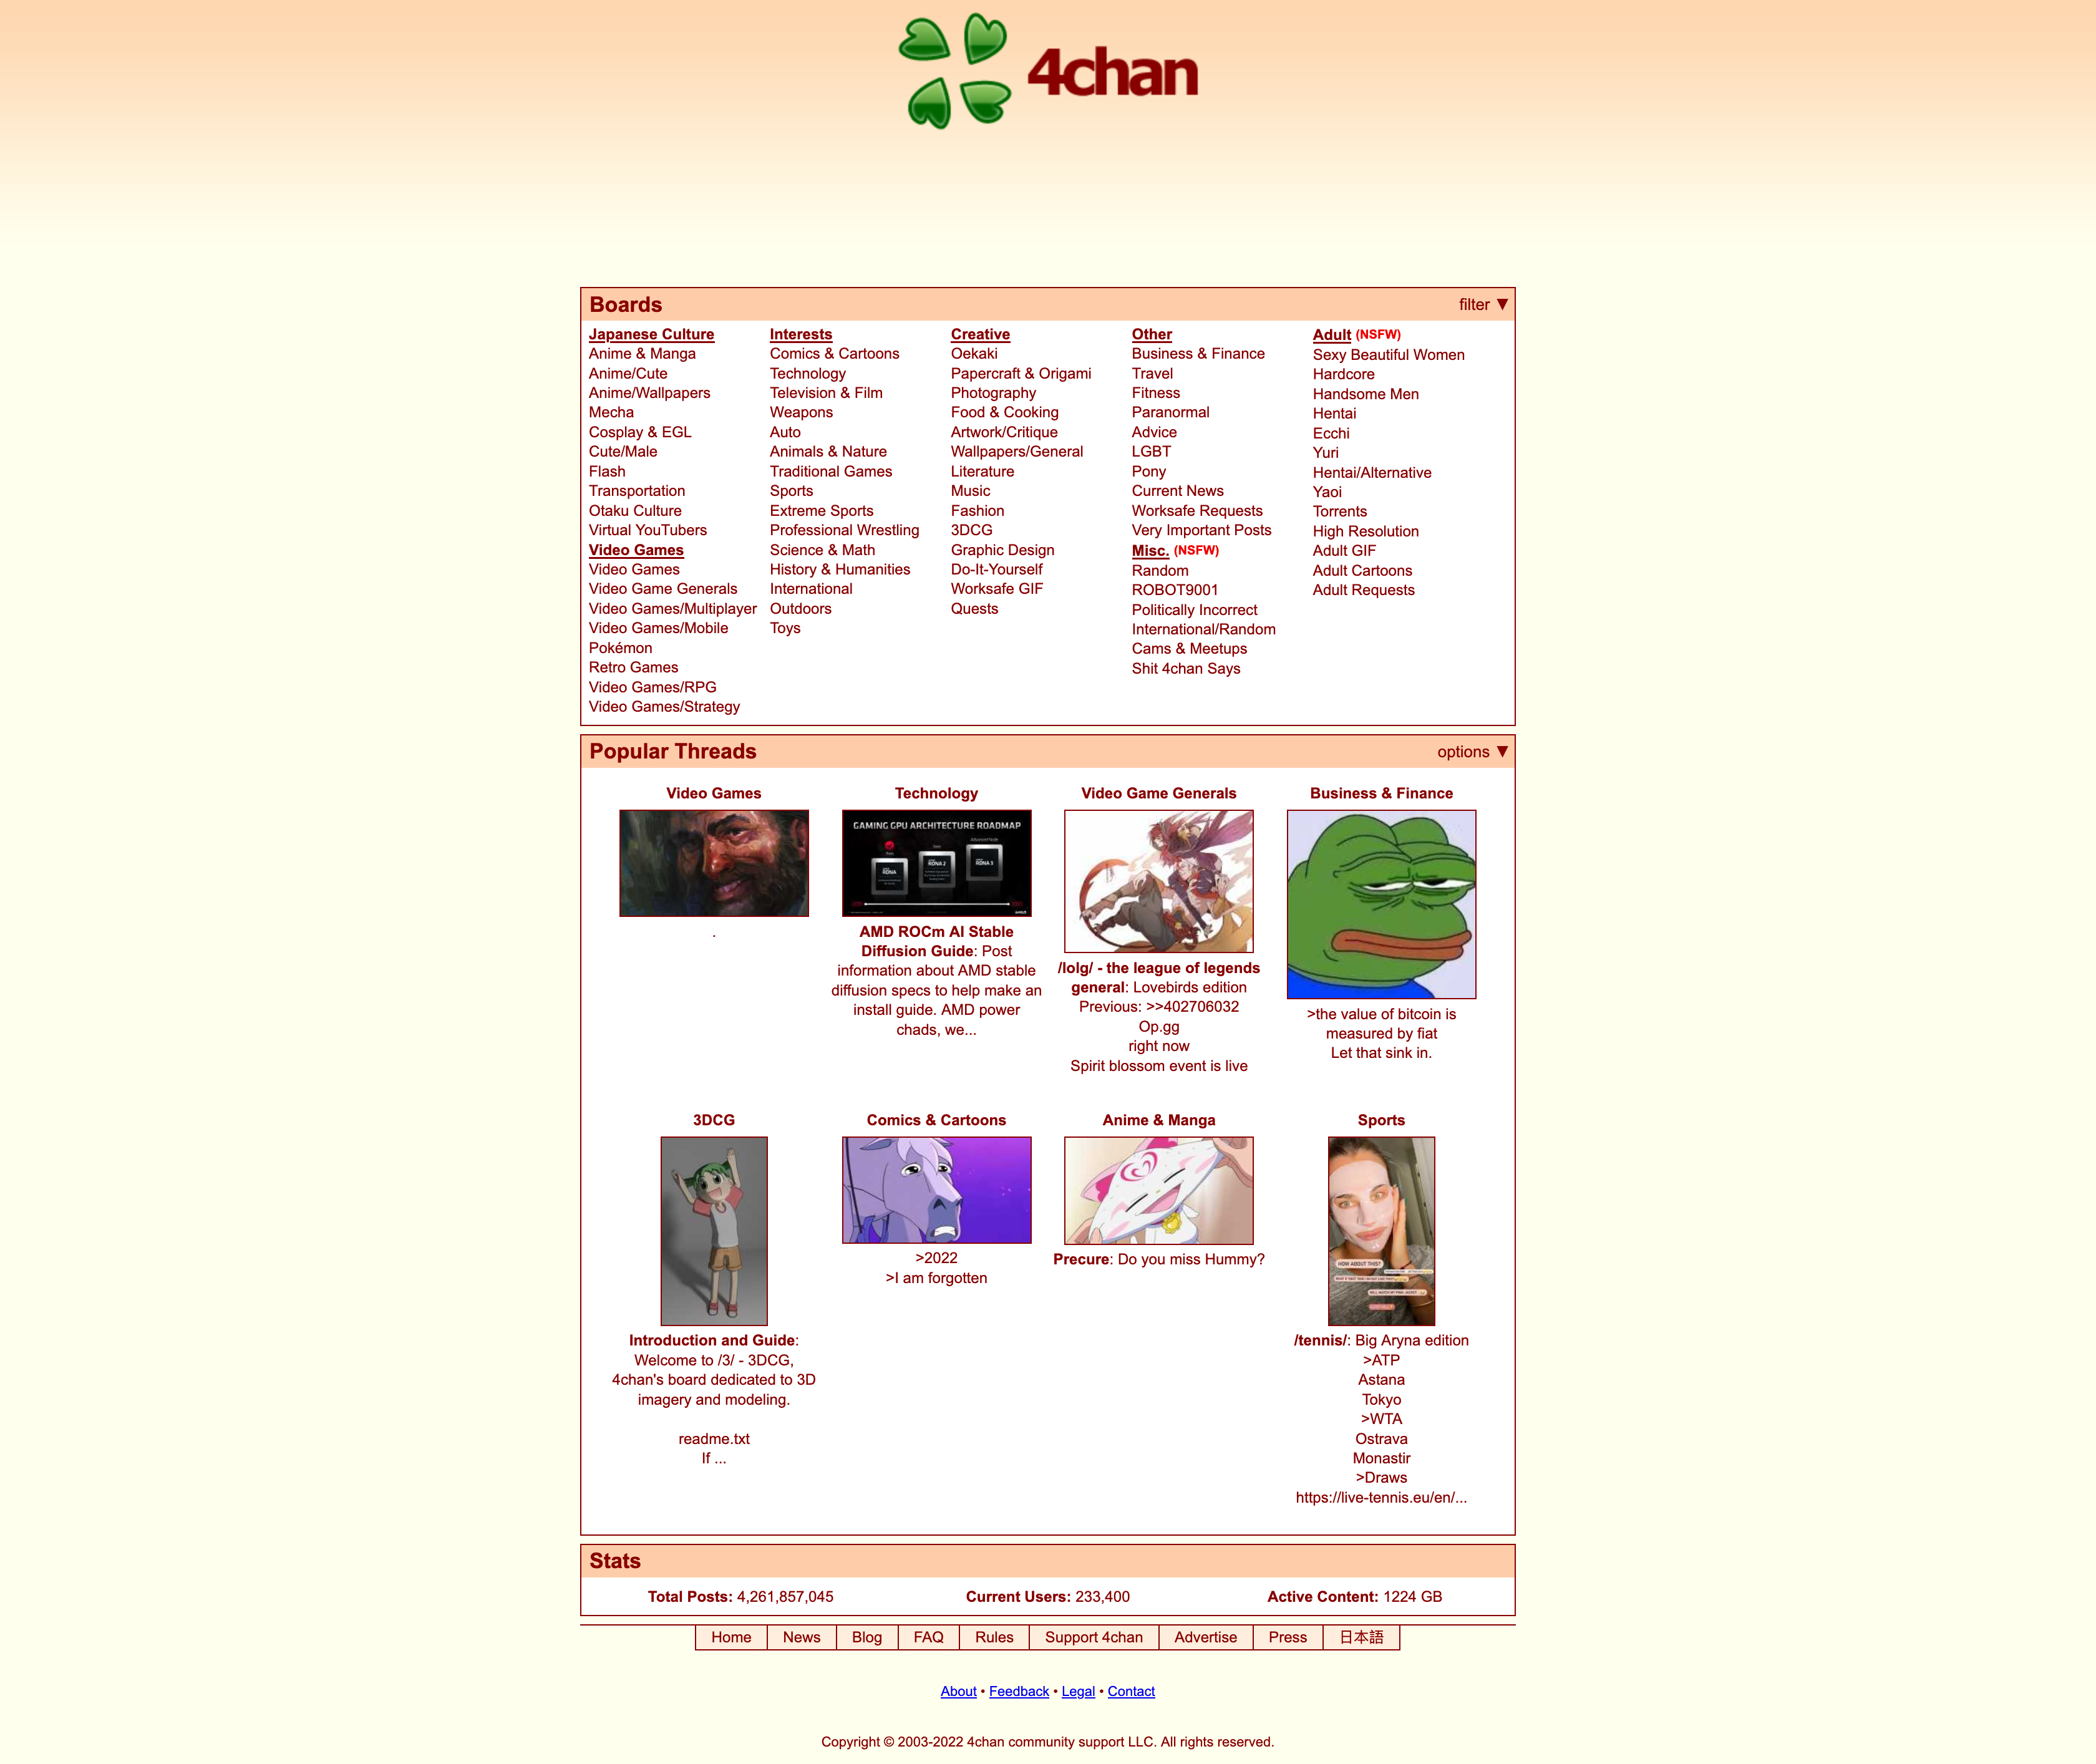 4chan
Boards
filter ▼
Japanese Culture
Anime & Manga
Anime/Cute
Anime/Wallpapers
Mecha
Cosplay & EGL
Cute/Male
Flash
Transportation
Otaku Culture
Virtual YouTubers
Video Games
Video Games
Video Game Generals
Video Games/Multiplayer
Video Games/Mobile
Pokémon
Retro Games
Video Games/RPG
Video Games/Strategy
Interests
Comics & Cartoons
Technology
Television & Film
Weapons
Auto
Animals & Nature
Traditional Games
Sports
Extreme Sports
Professional Wrestling
Science & Math
History & Humanities
International
Outdoors
Toys
Creative
Oekaki
Papercraft & Origami
Photography
Food & Cooking
Artwork/Critique
Wallpapers/General
Literature
Music
Fashion
3DCG
Graphic Design
Do-It-Yourself
Worksafe GIF
Quests
Other
Business & Finance
Travel
Fitness
Paranormal
Advice
LGBT
Pony
Current News
Worksafe Requests
Very Important Posts
Misc. (NSFW)
Random
ROBOT9001
Politically Incorrect
International/Random
Cams & Meetups
Shit 4chan Says
Adult (NSFW)
Sexy Beautiful Women
Hardcore
Handsome Men
Hentai
Ecchi
Yuri
Hentai/Alternative
Yaoi
Torrents
High Resolution
Adult GIF
Adult Cartoons
Adult Requests
Popular Threads
options ▼
Video Games
.
Technology
GAMING GPU ARCHITECTURE ROADMAP
RDNA
RDNA 2
RDNA 3
AMD ROCm AI Stable
Diffusion Guide: Post
information about AMD stable
diffusion specs to help make an
install guide. AMD power
chads, we...
Video Game Generals
/lolg/ - the league of legends
general: Lovebirds edition
Previous: >>402706032
Op.gg
right now
Spirit blossom event is live
Business & Finance
>the value of bitcoin is
measured by fiat
Let that sink in.
3DCG
Introduction and Guide:
Welcome to /3/ - 3DCG,
4chan's board dedicated to 3D
imagery and modeling.
readme.txt
If ...
Comics & Cartoons
>2022
>I am forgotten
Anime & Manga
Precure: Do you miss Hummy?
Sports
HOW ABOUT THIS?
/tennis/: Big Aryna edition
>ATP
Astana
Tokyo
>WTA
Ostrava
Monastir
>Draws
https://live-tennis.eu/en/...
Stats
Total Posts: 4,261,857,045
Current Users: 233,400
Active Content: 1224 GB
Home
News
Blog
FAQ
Rules
Support 4chan
Advertise
Press
日本語
About • Feedback • Legal • Contact
Copyright © 2003-2022 4chan community support LLC. All rights reserved.